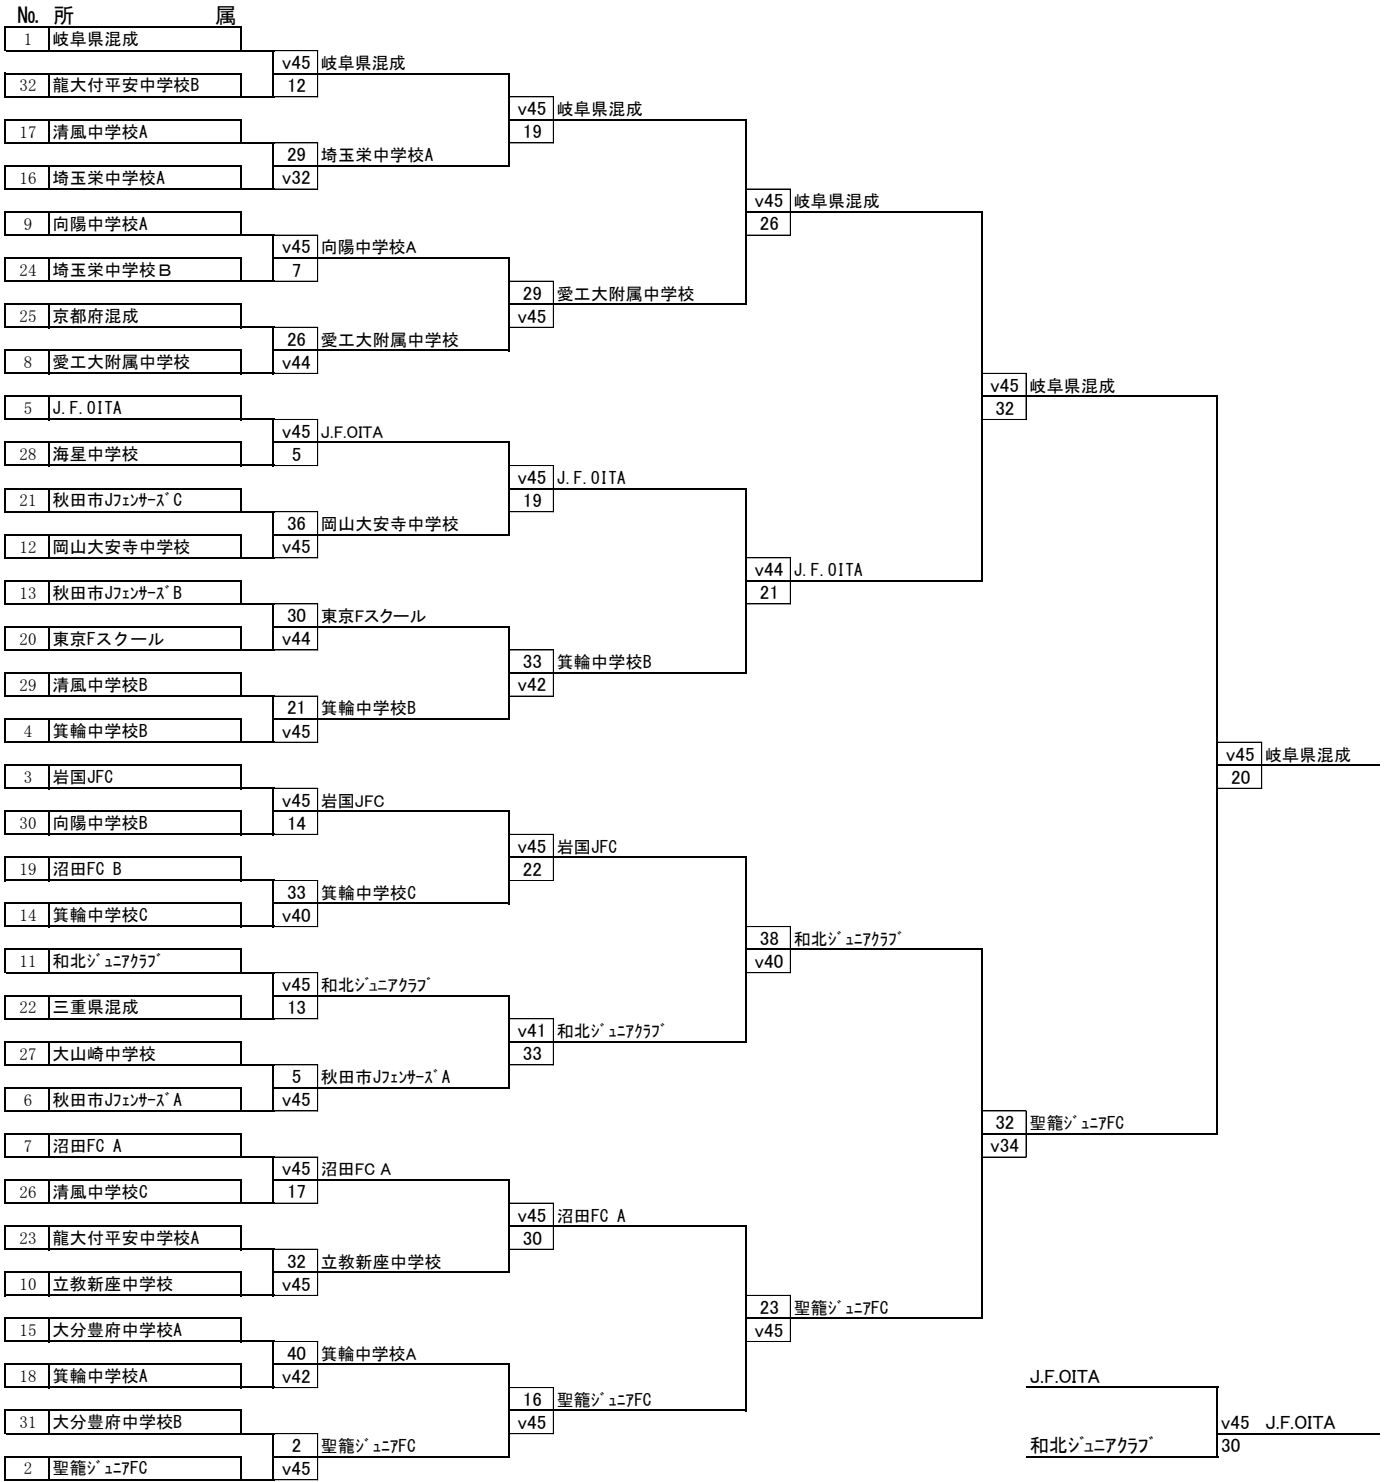 No. 所 属
1 岐阜県混成
v45 岐阜県混成
32 龍大付平安中学校B
12
v45 岐阜県混成
17 清風中学校A
19
29 埼玉栄中学校A
16 埼玉栄中学校A
v32
v45 岐阜県混成
9 向陽中学校A
26
v45 向陽中学校A
24 埼玉栄中学校B
7
29 愛工大附属中学校
25 京都府混成
v45
26 愛工大附属中学校
8 愛工大附属中学校
v44
v45 岐阜県混成
5 J.F.OITA
32
v45 J.F.OITA
28 海星中学校
5
v45 J.F.OITA
21 秋田市Jフェンサーズ C
19
36 岡山大安寺中学校
12 岡山大安寺中学校
v45
v44 J.F.OITA
13 秋田市Jフェンサーズ B
21
30 東京Fスクール
20 東京Fスクール
v44
33 箕輪中学校B
29 清風中学校B
v42
21 箕輪中学校B
4 箕輪中学校B
v45
v45 岐阜県混成
3 岩国JFC
20
v45 岩国JFC
30 向陽中学校B
14
v45 岩国JFC
19 沼田FC B
22
33 箕輪中学校C
14 箕輪中学校C
v40
38 和北ジュニアクラブ
11 和北ジュニアクラブ
v40
v45 和北ジュニアクラブ
22 三重県混成
13
v41 和北ジュニアクラブ
27 大山崎中学校
33
5 秋田市Jフェンサーズ A
6 秋田市Jフェンサーズ A
v45
32 聖籠ジュニアFC
7 沼田FC A
v34
v45 沼田FC A
26 清風中学校C
17
v45 沼田FC A
23 龍大付平安中学校A
30
32 立教新座中学校
10 立教新座中学校
v45
23 聖籠ジュニアFC
15 大分豊府中学校A
v45
40 箕輪中学校A
18 箕輪中学校A
v42
J.F.OITA
16 聖籠ジュニアFC
31 大分豊府中学校B
v45
v45 J.F.OITA
2 聖籠ジュニアFC
和北ジュニアクラブ
30
2 聖籠ジュニアFC
v45